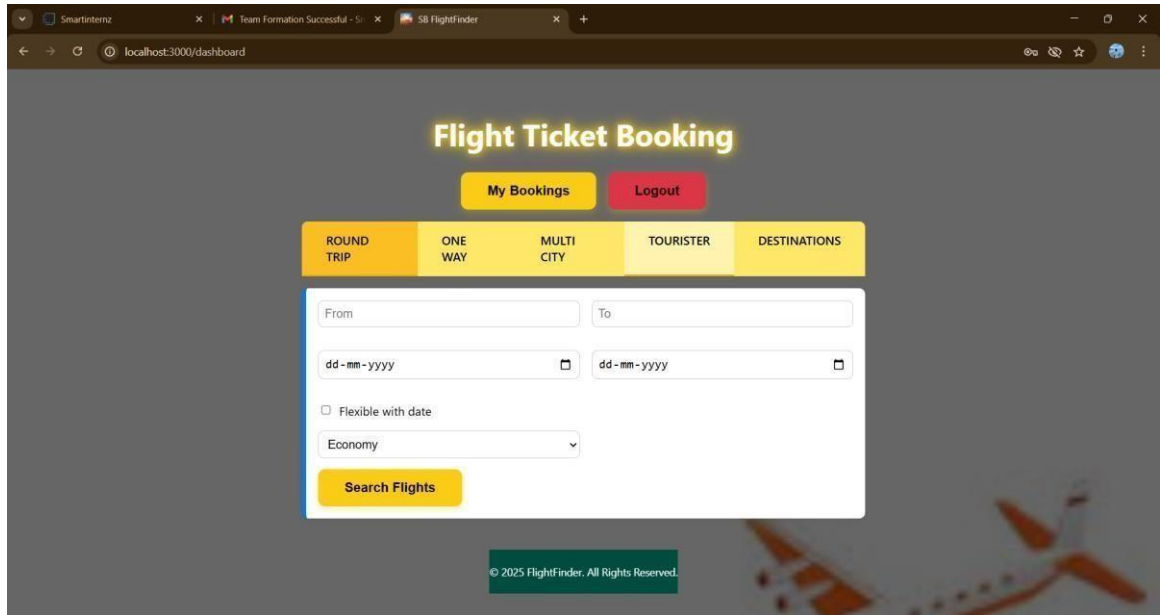 Smartinternz
Team Formation Successful - Sr
SB FlightFinder
localhost:3000/dashboard
Flight Ticket Booking
My Bookings
Logout
ROUND TRIP
ONE WAY
MULTI CITY
TOURISTER
DESTINATIONS
From
To
dd-mm-yyyy
dd-mm-yyyy
Flexible with date
Economy
Search Flights
© 2025 FlightFinder. All Rights Reserved.